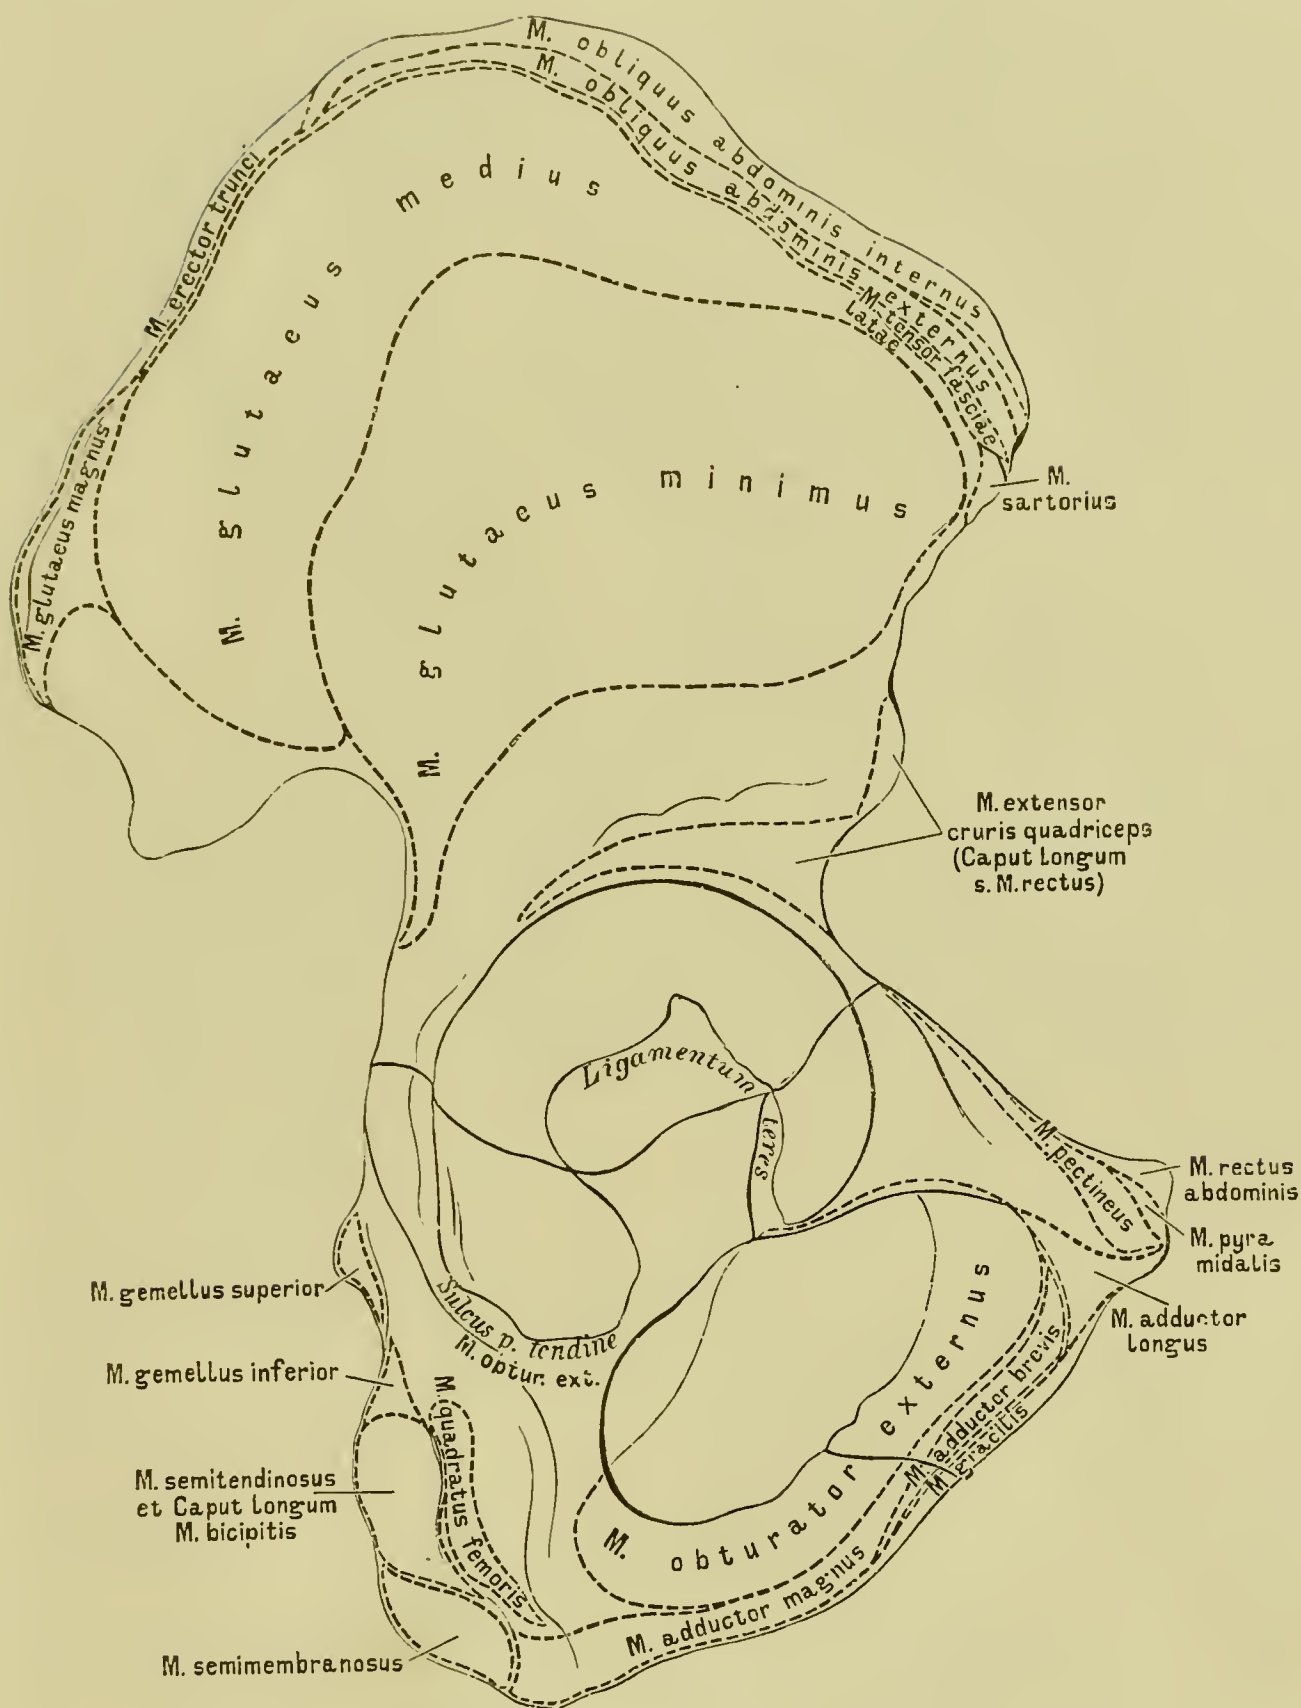 M. obliquus abdominis internus
M. obliquus abdominis externus
M. tensor fasciae
latae
M. erector trunci
M. glutaeus medius
M. glutaeus magnus
M. glutaeus minimus
M.
sartorius
M. extensor
cruris quadriceps
(Caput longum
s. M. rectus)
Ligamentum
teres
M. pectineus
M. rectus
abdominis
M. pyra
midalis
M. adductor
longus
M. gemellus superior
Sulcus p. tendine
M. obtur. ext.
M. gemellus inferior
M. quadratus femoris
M. obturator externus
M. adductor brevis
M. gracilis
M. semitendinosus
et Caput longum
M. bicipitis
M. adductor magnus
M. semimembranosus